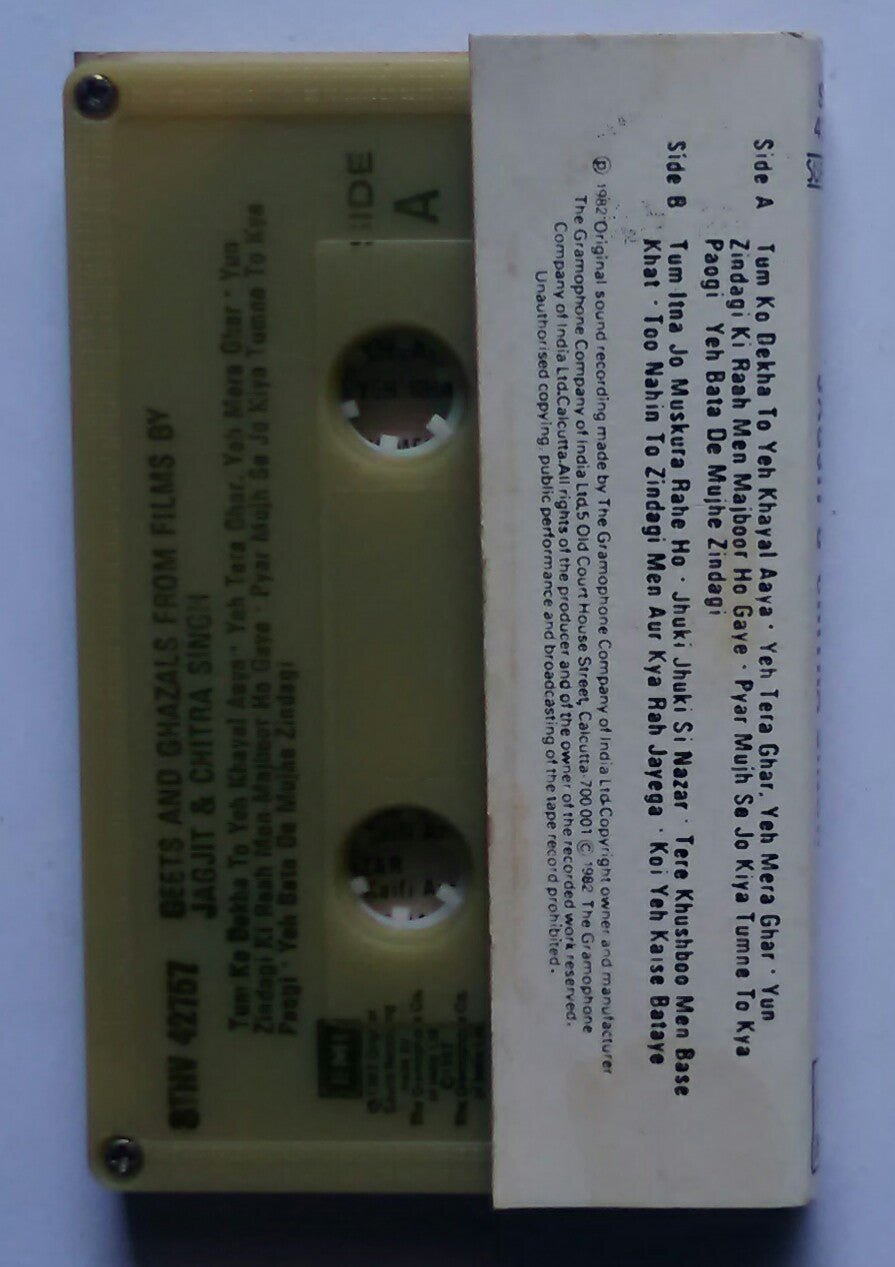 Side A Tum Ko Dekha To Yeh Khayal Aaya · Yeh Tera Ghar, Yeh Mera Ghar · Yun
Zindagi Ki Raah Men Majboor Ho Gaye · Pyar Mujh Se Jo Kiya Tumne To Kya
Paogi Yeh Bata De Mujhe Zindagi
Side B Tum Itna Jo Muskura Rahe Ho · Jhuki Jhuki Si Nazar · Tere Khushboo Men Base
Khat · Too Nahin To Zindagi Men Aur Kya Rah Jayega · Koi Yeh Kaise Bataye
℗ 1982 Original sound recording made by The Gramophone Company of India Ltd. Copyright owner and manufacturer
The Gramophone Company of India Ltd. 5 Old Court House Street, Calcutta-700 001 © 1982 The Gramophone
Company of India Ltd. Calcutta. All rights of the producer and of the owner of the recorded work reserved.
Unauthorised copying, public performance and broadcasting of the tape record prohibited.
SIDE
A
STHV 42757
GEETS AND GHAZALS FROM FILMS BY
JAGJIT & CHITRA SINGH
Tum Ko Dekha To Yeh Khayal Aaya · Yeh Tera Ghar, Yeh Mera Ghar · Yun
Zindagi Ki Raah Men Majboor Ho Gaye · Pyar Mujh Se Jo Kiya Tumne To Kya
Paogi · Yeh Bata De Mujhe Zindagi
EMI
The Gramophone Co.